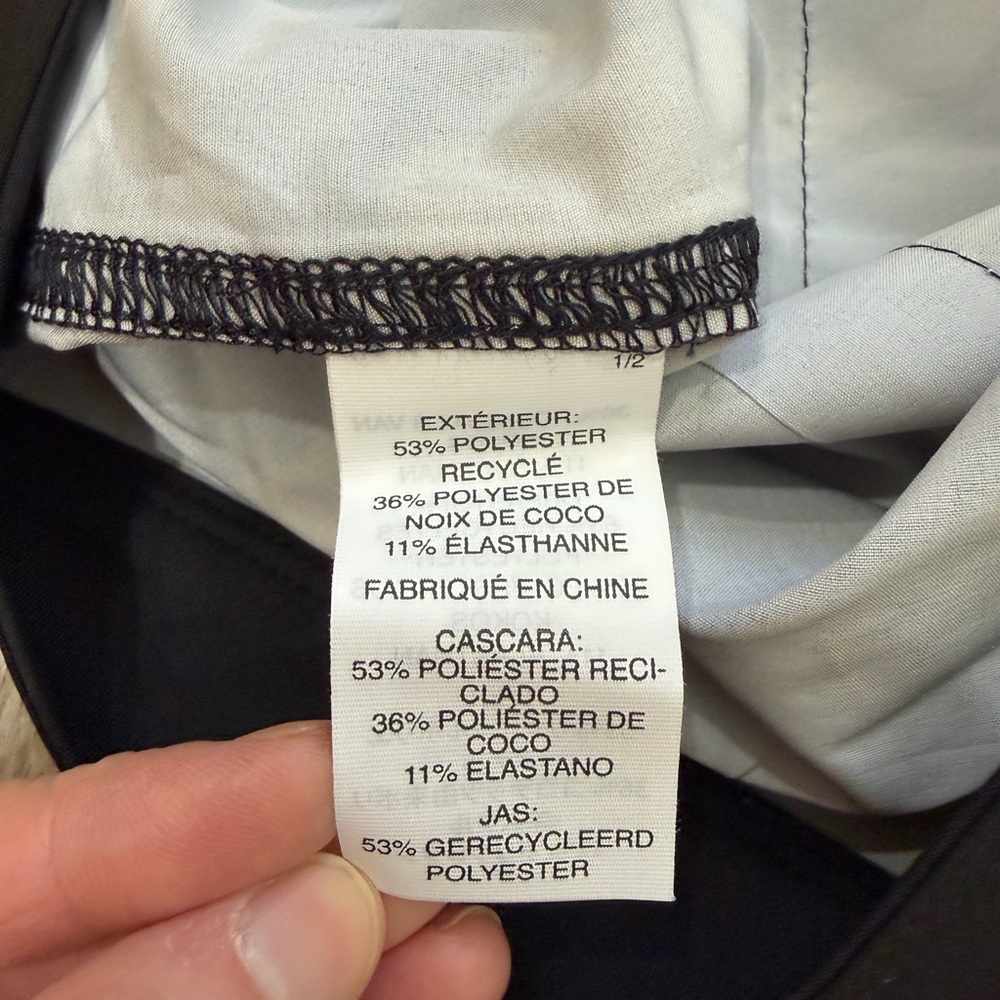 1/2
EXTÉRIEUR:
53% POLYESTER
RECYCLÉ
36% POLYESTER DE
NOIX DE COCO
11% ÉLASTHANNE
FABRIQUÉ EN CHINE
CASCARA:
53% POLIÉSTER RECI-
CLADO
36% POLIÉSTER DE
COCO
11% ELASTANO
JAS:
53% GERECYCLEERD
POLYESTER